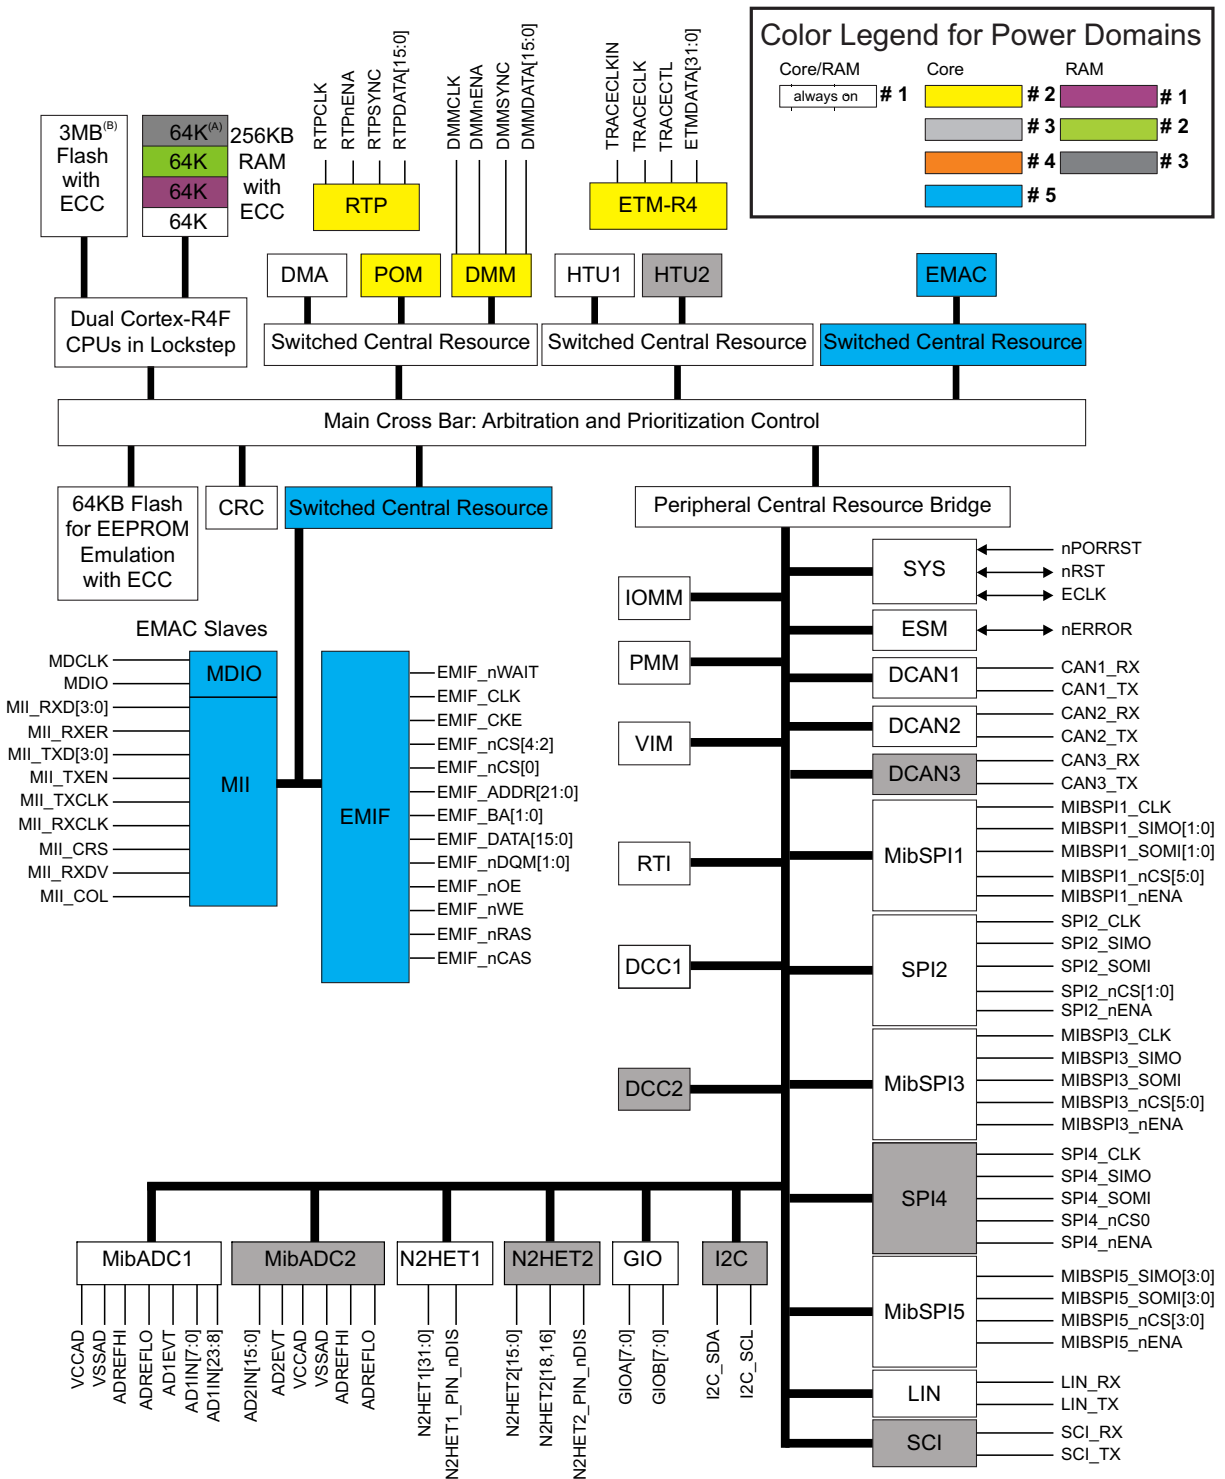 Color Legend for Power Domains
Core/RAM
Core
RAM
always on
# 1
# 2
# 1
# 3
# 2
# 4
# 3
# 5
RTPCLK
RTPnENA
RTPSYNC
RTPDATA[15:0]
DMMCLK
DMMnENA
DMMSYNC
DMMDATA[15:0]
TRACECLKIN
TRACECLK
TRACECTL
ETMDATA[31:0]
3MB(B)
Flash
with
ECC
64K(A)
64K
64K
64K
256KB
RAM
with
ECC
RTP
ETM-R4
DMA
POM
DMM
HTU1
HTU2
EMAC
Dual Cortex-R4F
CPUs in Lockstep
Switched Central Resource
Switched Central Resource
Switched Central Resource
Main Cross Bar: Arbitration and Prioritization Control
64KB Flash
for EEPROM
Emulation
with ECC
CRC
Switched Central Resource
Peripheral Central Resource Bridge
EMAC Slaves
MDCLK
MDIO
MII_RXD[3:0]
MII_RXER
MII_TXD[3:0]
MII_TXEN
MII_TXCLK
MII_RXCLK
MII_CRS
MII_RXDV
MII_COL
MDIO
MII
EMIF
EMIF_nWAIT
EMIF_CLK
EMIF_CKE
EMIF_nCS[4:2]
EMIF_nCS[0]
EMIF_ADDR[21:0]
EMIF_BA[1:0]
EMIF_DATA[15:0]
EMIF_nDQM[1:0]
EMIF_nOE
EMIF_nWE
EMIF_nRAS
EMIF_nCAS
IOMM
PMM
VIM
RTI
DCC1
DCC2
SYS
nPORRST
nRST
ECLK
ESM
nERROR
DCAN1
CAN1_RX
CAN1_TX
DCAN2
CAN2_RX
CAN2_TX
DCAN3
CAN3_RX
CAN3_TX
MibSPI1
MIBSPI1_CLK
MIBSPI1_SIMO[1:0]
MIBSPI1_SOMI[1:0]
MIBSPI1_nCS[5:0]
MIBSPI1_nENA
SPI2
SPI2_CLK
SPI2_SIMO
SPI2_SOMI
SPI2_nCS[1:0]
SPI2_nENA
MibSPI3
MIBSPI3_CLK
MIBSPI3_SIMO
MIBSPI3_SOMI
MIBSPI3_nCS[5:0]
MIBSPI3_nENA
SPI4
SPI4_CLK
SPI4_SIMO
SPI4_SOMI
SPI4_nCS0
SPI4_nENA
MibSPI5
MIBSPI5_SIMO[3:0]
MIBSPI5_SOMI[3:0]
MIBSPI5_nCS[3:0]
MIBSPI5_nENA
LIN
LIN_RX
LIN_TX
SCI
SCI_RX
SCI_TX
MibADC1
MibADC2
N2HET1
N2HET2
GIO
I2C
VCCAD
VSSAD
ADREFHI
ADREFLO
AD1EVT
AD1IN[7:0]
AD1IN[23:8]
AD2IN[15:0]
AD2EVT
VCCAD
VSSAD
ADREFHI
ADREFLO
N2HET1[31:0]
N2HET1_PIN_nDIS
N2HET2[15:0]
N2HET2[18,16]
N2HET2_PIN_nDIS
GIOA[7:0]
GIOB[7:0]
I2C_SDA
I2C_SCL